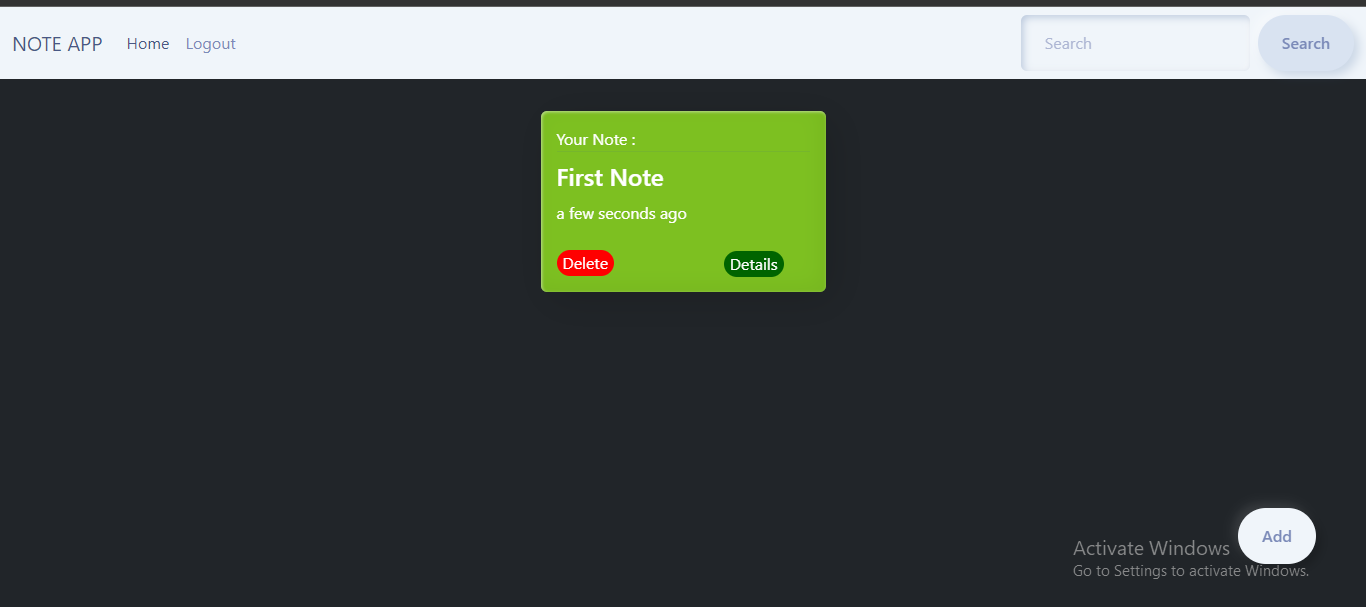 NOTE APP Home Logout Search Search
Your Note :
First Note
a few seconds ago
Delete Details
Add
Activate Windows
Go to Settings to activate Windows.